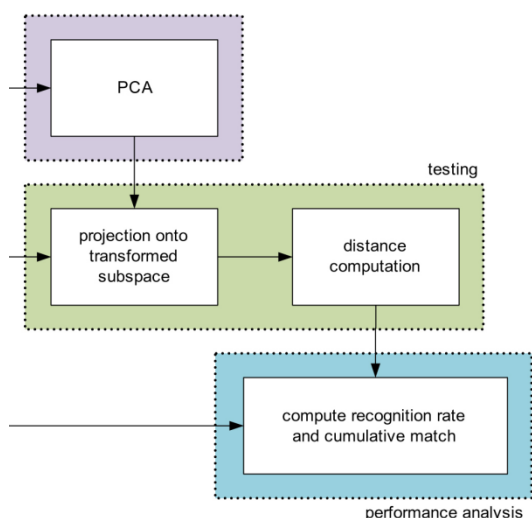 PCA
testing
projection onto
transformed
subspace
distance
computation
compute recognition rate
and cumulative match
performance analysis